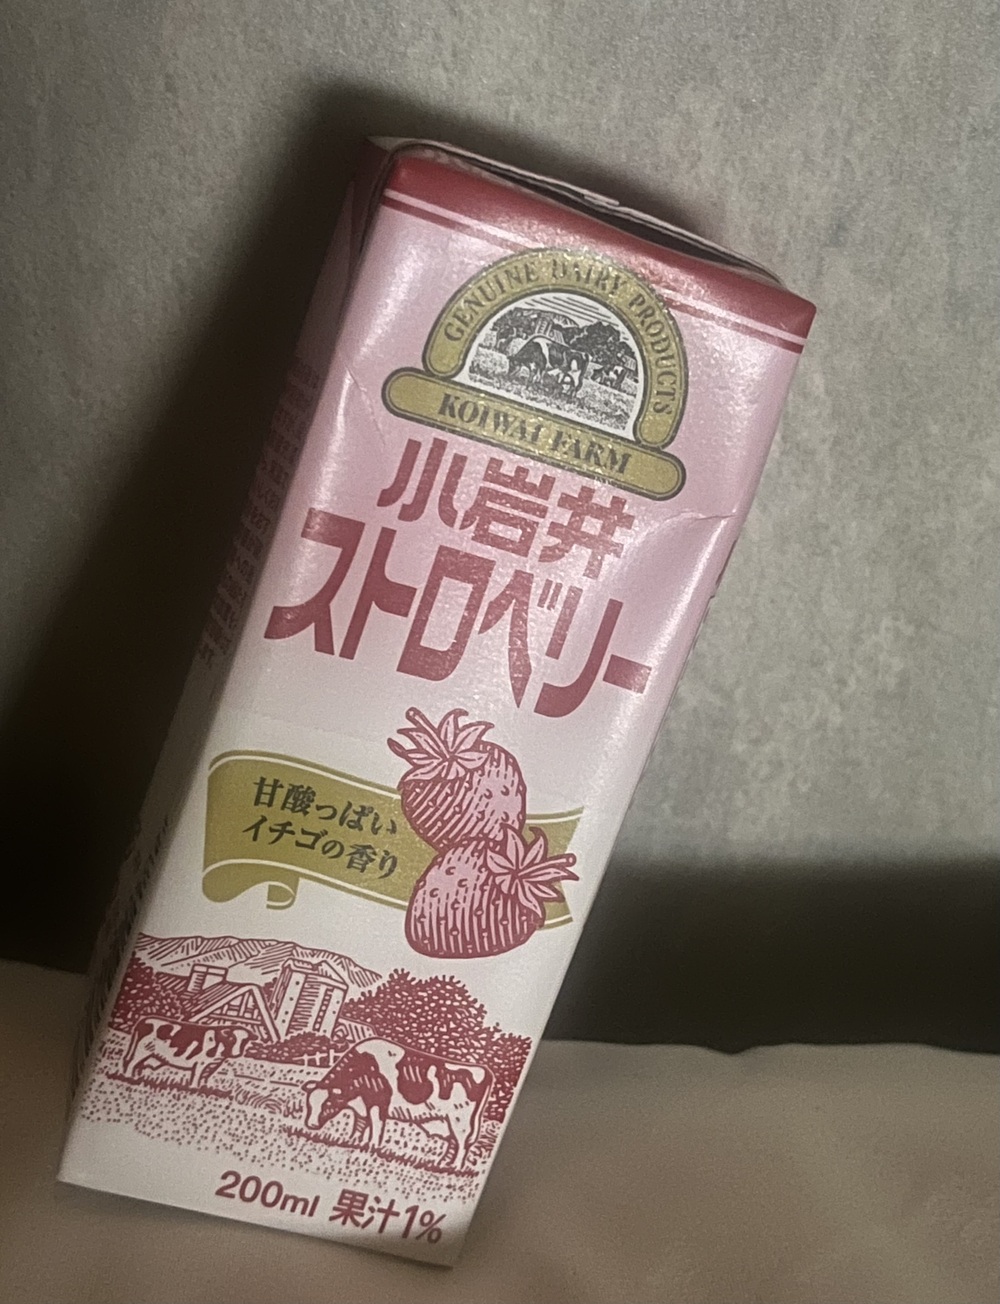 GENUINE DAIRY PRODUCTS
KOIWAI FARM
小岩井
ストロベリー
甘酸っぱい
イチゴの香り
200ml 果汁1%